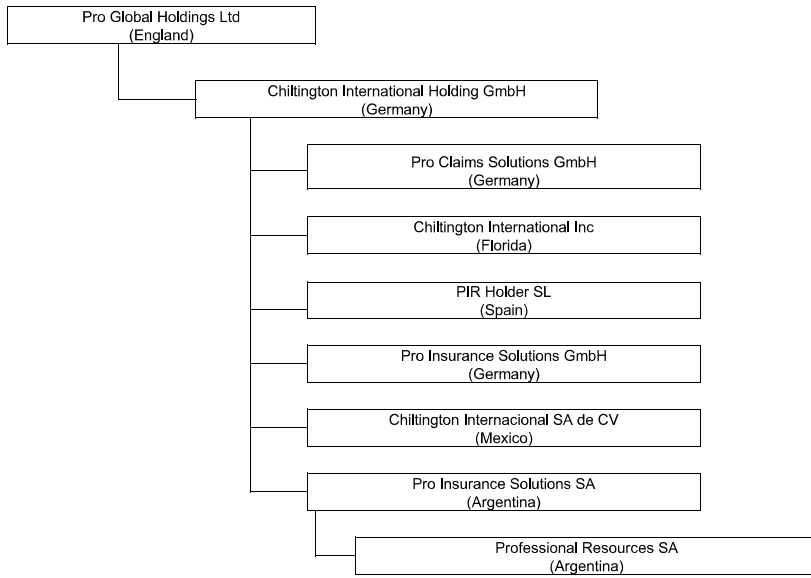 Pro Global Holdings Ltd
(England)
Chiltington International Holding GmbH
(Germany)
Pro Claims Solutions GmbH
(Germany)
Chiltington International Inc
(Florida)
PIR Holder SL
(Spain)
Pro Insurance Solutions GmbH
(Germany)
Chiltington Internacional SA de CV
(Mexico)
Pro Insurance Solutions SA
(Argentina)
Professional Resources SA
(Argentina)